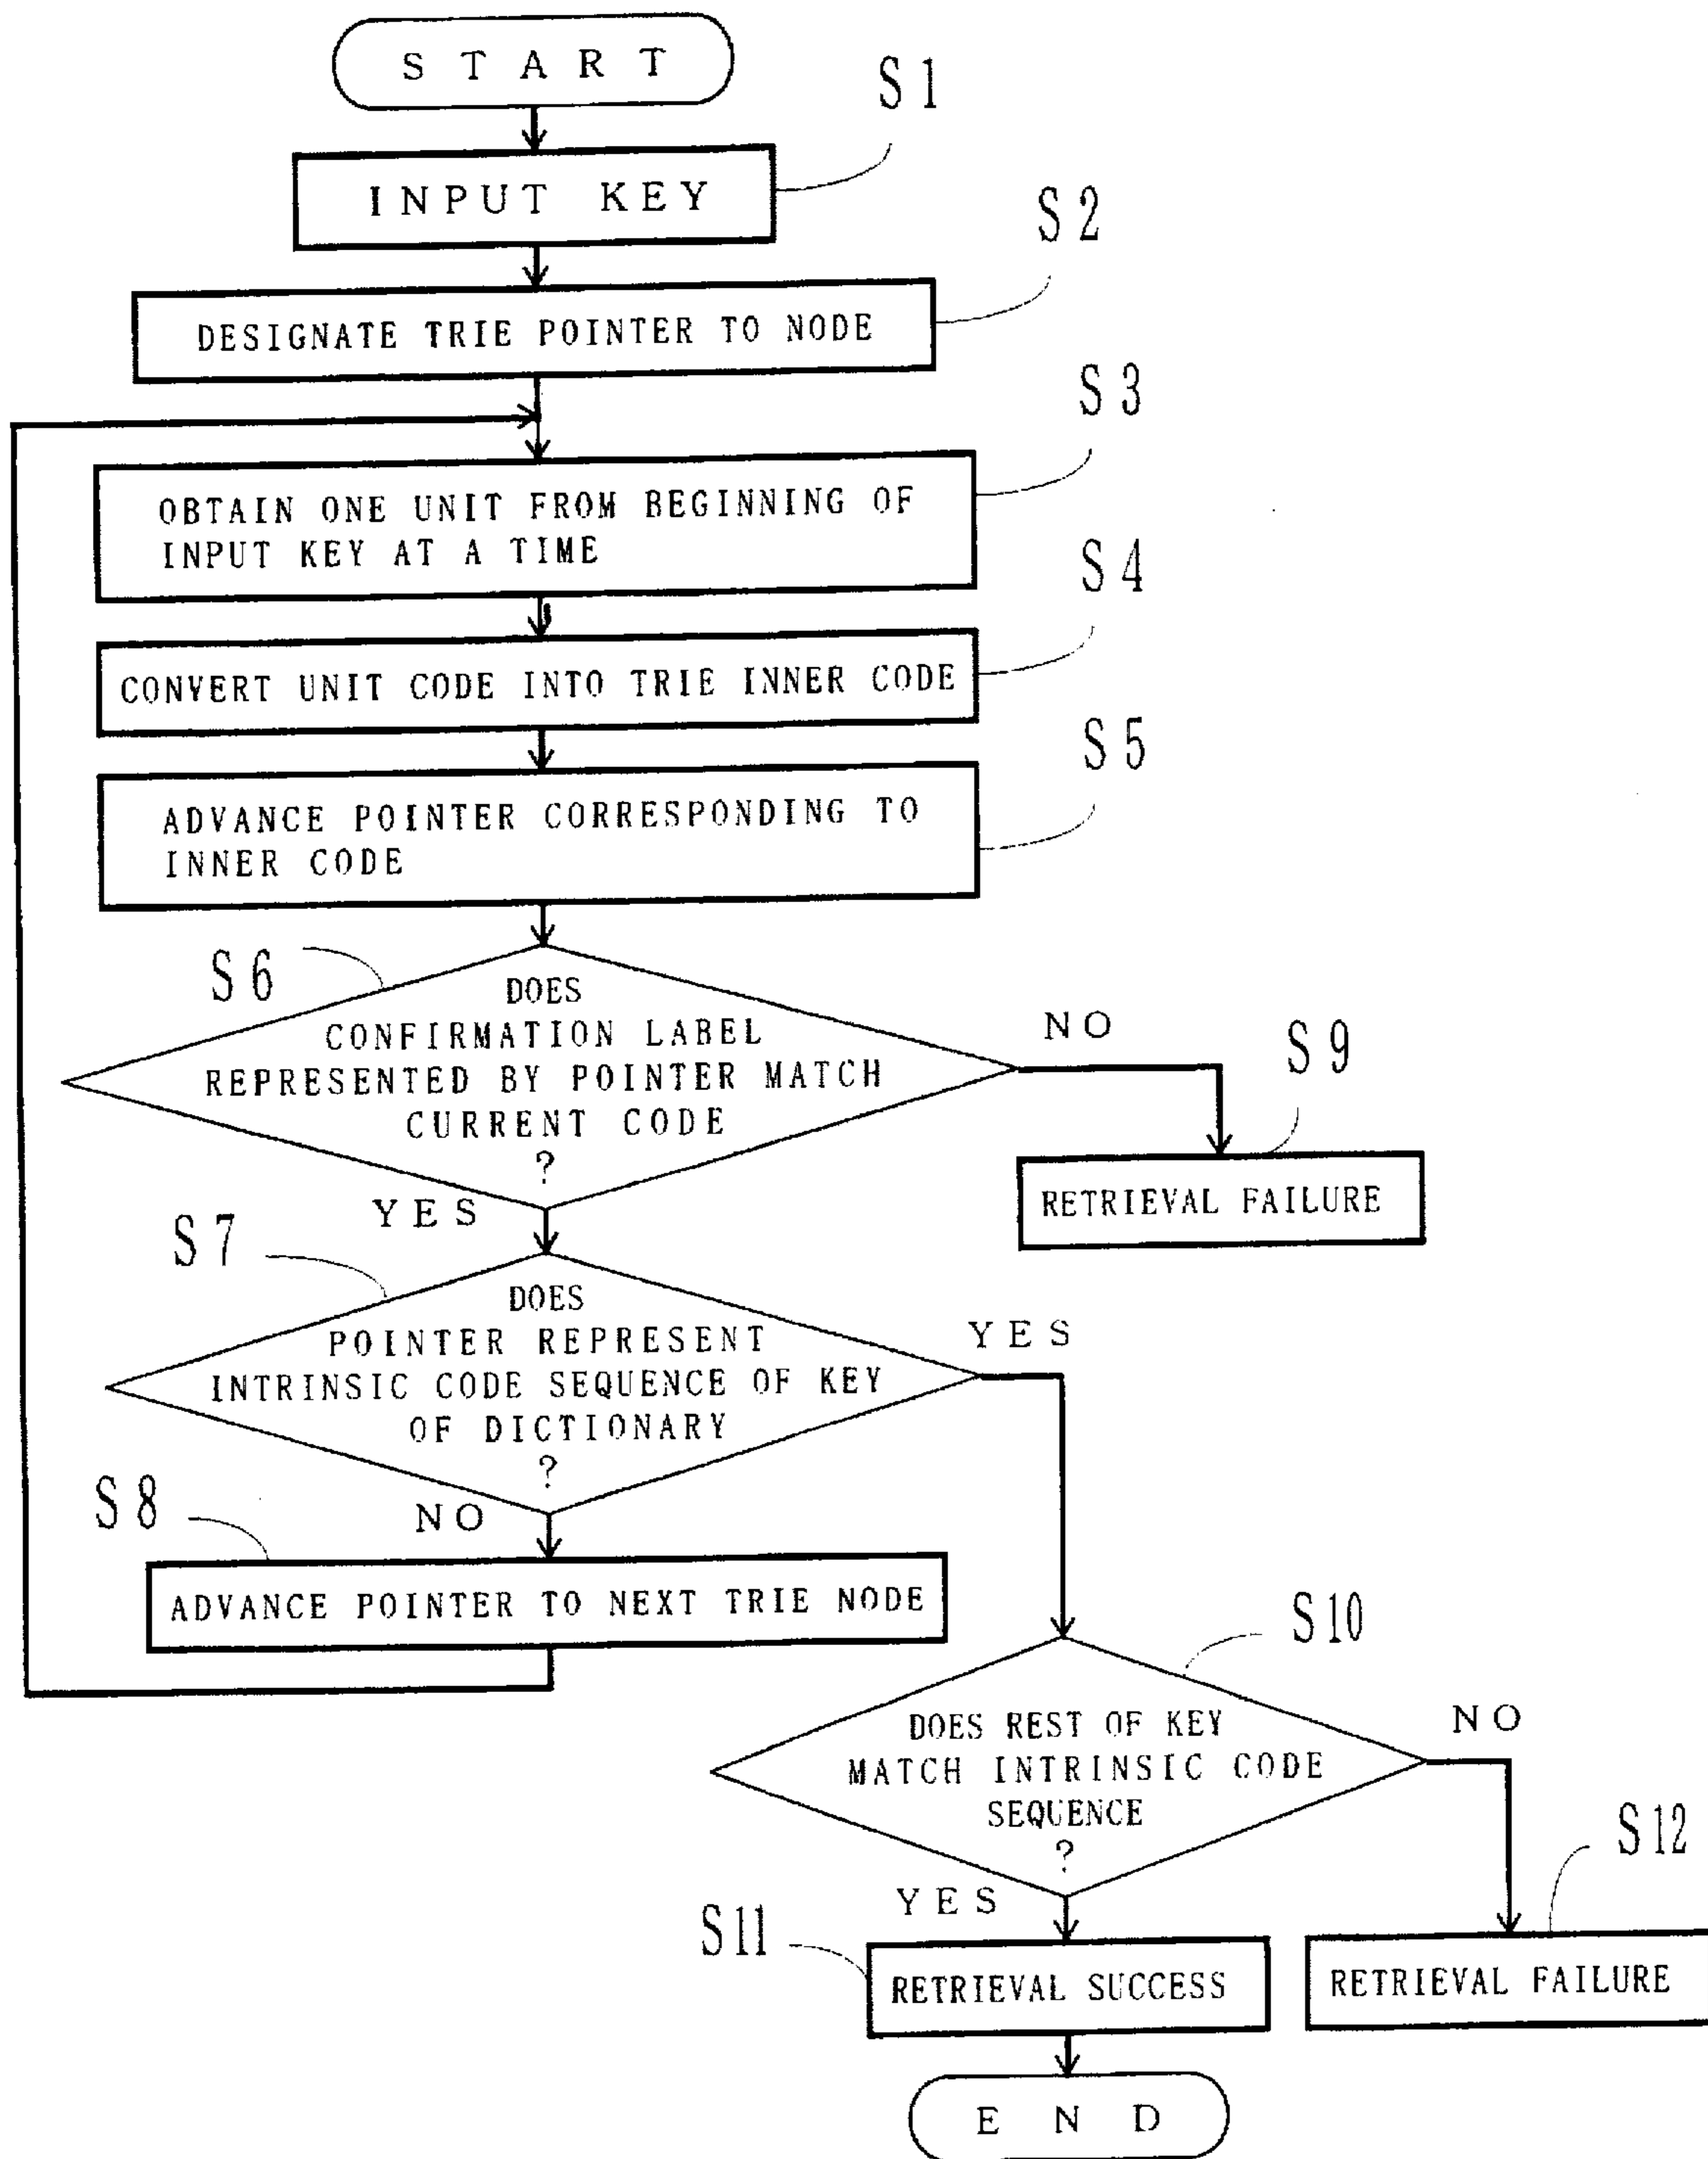 START
S1
INPUT KEY
S2
DESIGNATE TRIE POINTER TO NODE
S3
OBTAIN ONE UNIT FROM BEGINNING OF
INPUT KEY AT A TIME
S4
CONVERT UNIT CODE INTO TRIE INNER CODE
S5
ADVANCE POINTER CORRESPONDING TO
INNER CODE
S6
DOES
CONFIRMATION LABEL
REPRESENTED BY POINTER MATCH
CURRENT CODE
?
NO
S9
RETRIEVAL FAILURE
YES
S7
DOES
POINTER REPRESENT
INTRINSIC CODE SEQUENCE OF KEY
OF DICTIONARY
?
YES
NO
S8
ADVANCE POINTER TO NEXT TRIE NODE
S10
DOES REST OF KEY
MATCH INTRINSIC CODE
SEQUENCE
?
NO
S12
YES
S11
RETRIEVAL SUCCESS
RETRIEVAL FAILURE
END